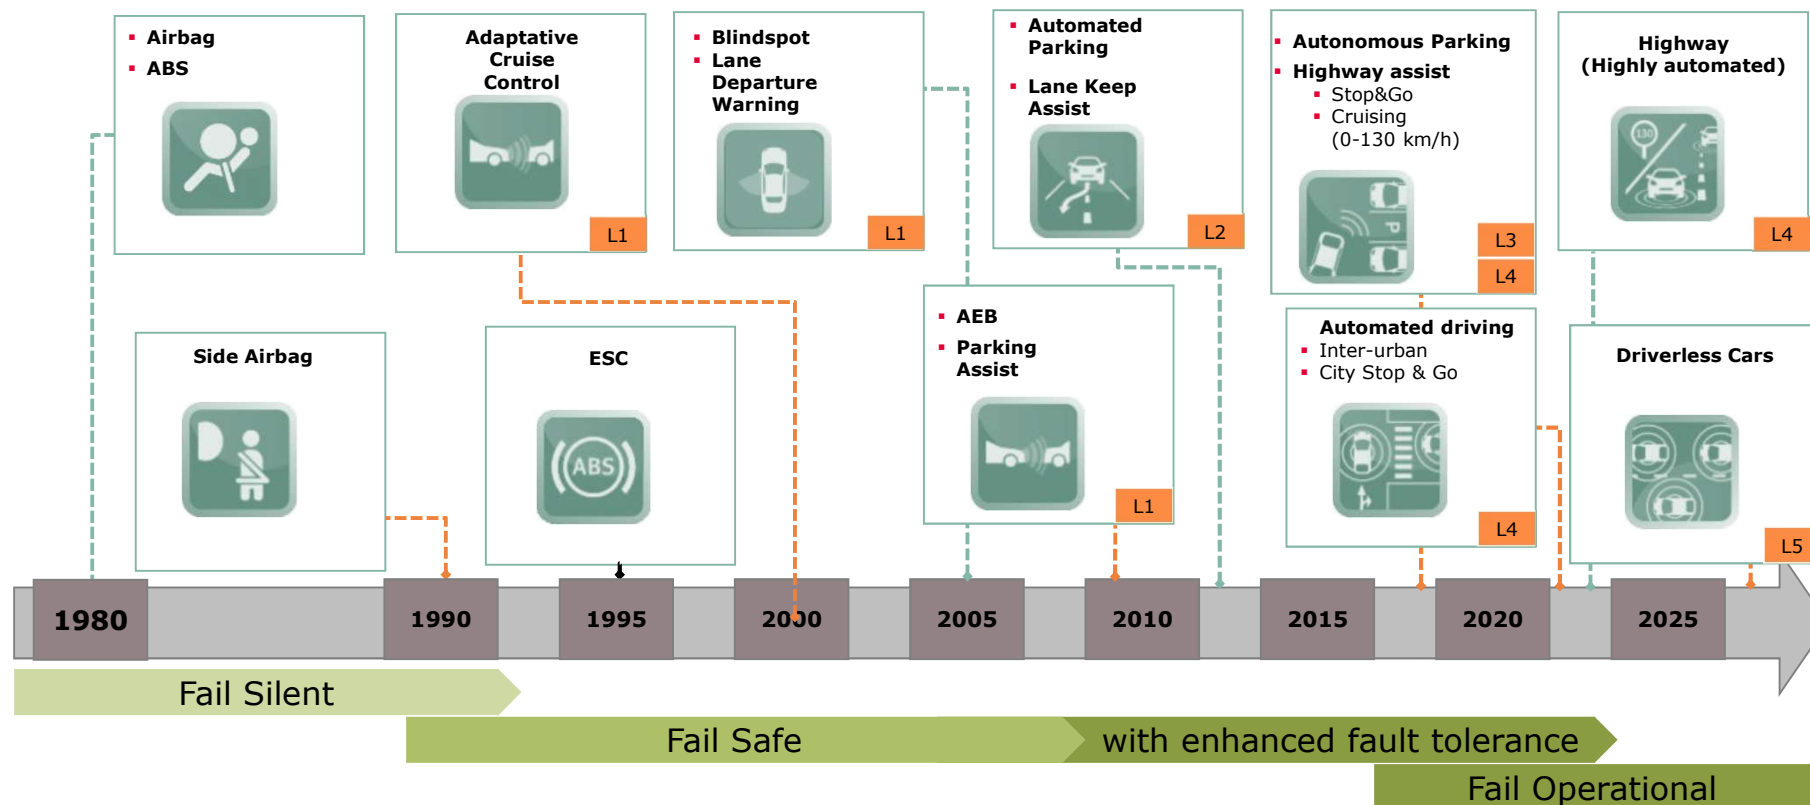 Airbag
ABS
Adaptative
Cruise
Control
L1
Blindspot
Lane
Departure
Warning
L1
Automated
Parking
Lane Keep
Assist
L2
Autonomous Parking
Highway assist
Stop&Go
Cruising
(0-130 km/h)
P
L3
L4
Highway
(Highly automated)
130
L4
Side Airbag
ESC
ABS
AEB
Parking
Assist
L1
Automated driving
Inter-urban
City Stop & Go
L4
Driverless Cars
L5
1980
1990
1995
2000
2005
2010
2015
2020
2025
Fail Silent
Fail Safe
with enhanced fault tolerance
Fail Operational